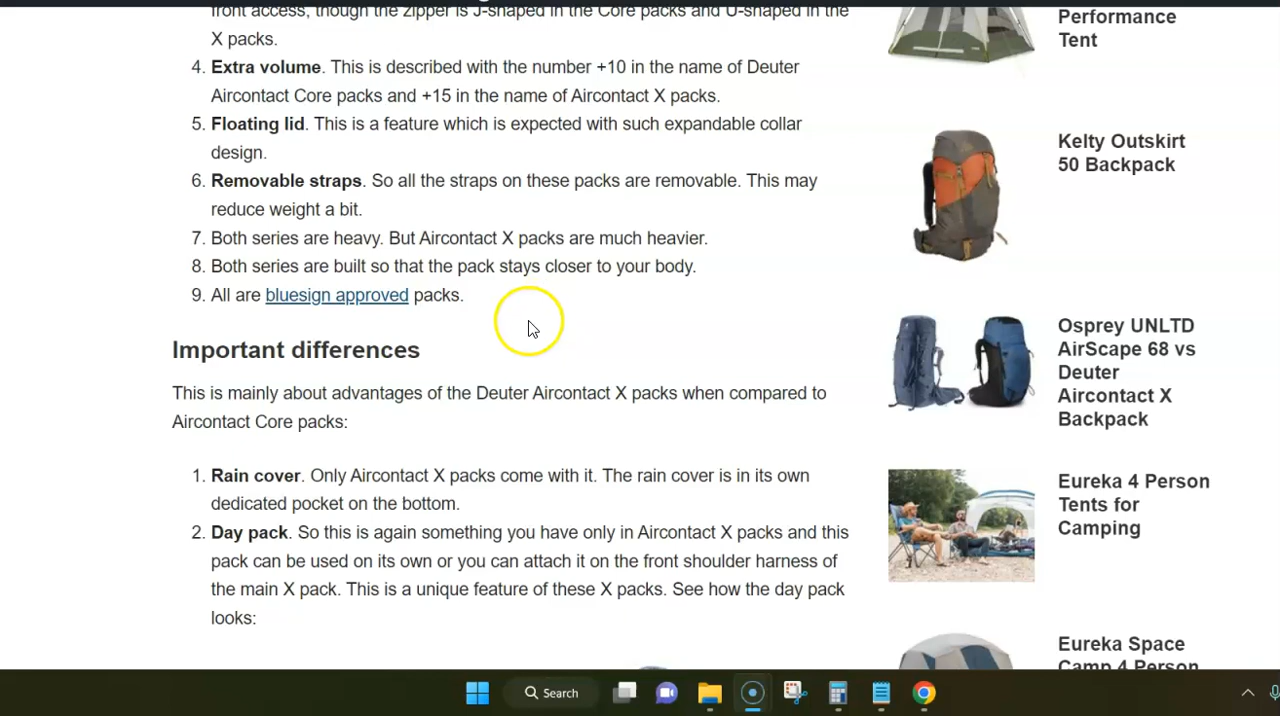 front access, though the zipper is J-shaped in the Core packs and U-shaped in the
X packs.
4. Extra volume. This is described with the number +10 in the name of Deuter
Aircontact Core packs and +15 in the name of Aircontact X packs.
5. Floating lid. This is a feature which is expected with such expandable collar
design.
6. Removable straps. So all the straps on these packs are removable. This may
reduce weight a bit.
7. Both series are heavy. But Aircontact X packs are much heavier.
8. Both series are built so that the pack stays closer to your body.
9. All are bluesign approved packs.
Important differences
This is mainly about advantages of the Deuter Aircontact X packs when compared to
Aircontact Core packs:
1. Rain cover. Only Aircontact X packs come with it. The rain cover is in its own
dedicated pocket on the bottom.
2. Day pack. So this is again something you have only in Aircontact X packs and this
pack can be used on its own or you can attach it on the front shoulder harness of
the main X pack. This is a unique feature of these X packs. See how the day pack
looks:
Performance
Tent
Kelty Outskirt
50 Backpack
Osprey UNLTD
AirScape 68 vs
Deuter
Aircontact X
Backpack
Eureka 4 Person
Tents for
Camping
Eureka Space
Camp 4 Person
Search